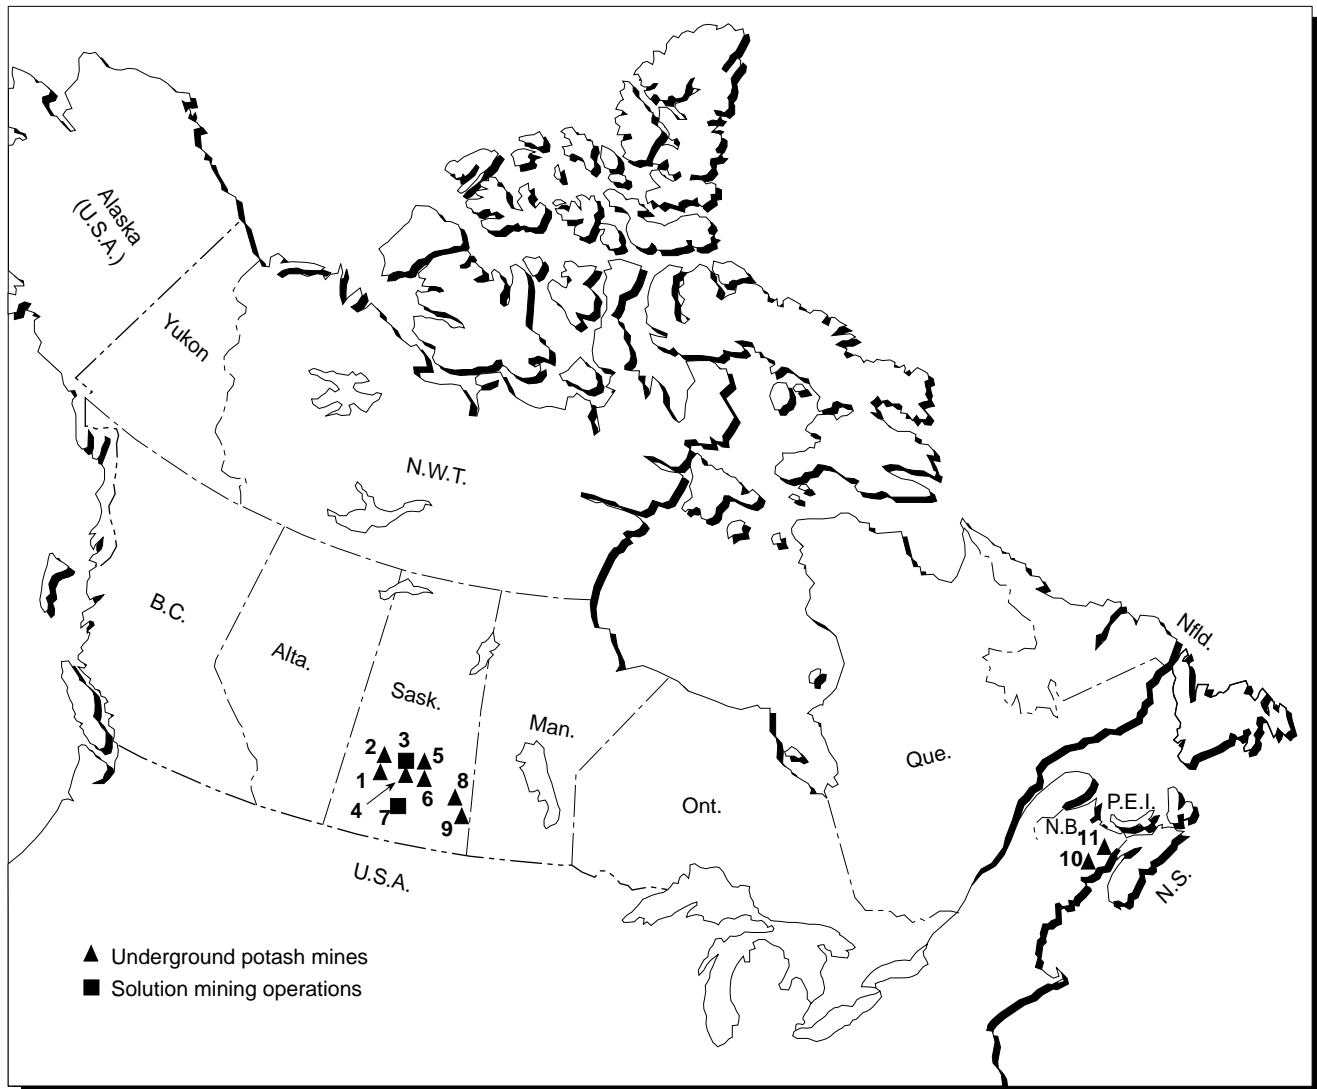 Alaska
(U.S.A.)
Yukon
N.W.T.
B.C.
Alta.
Sask.
Man.
Ont.
Que.
Nfld.
P.E.I.
N.B.
N.S.
2
3
5
1
4
6
7
8
9
11
10
U.S.A.
Underground potash mines
Solution mining operations